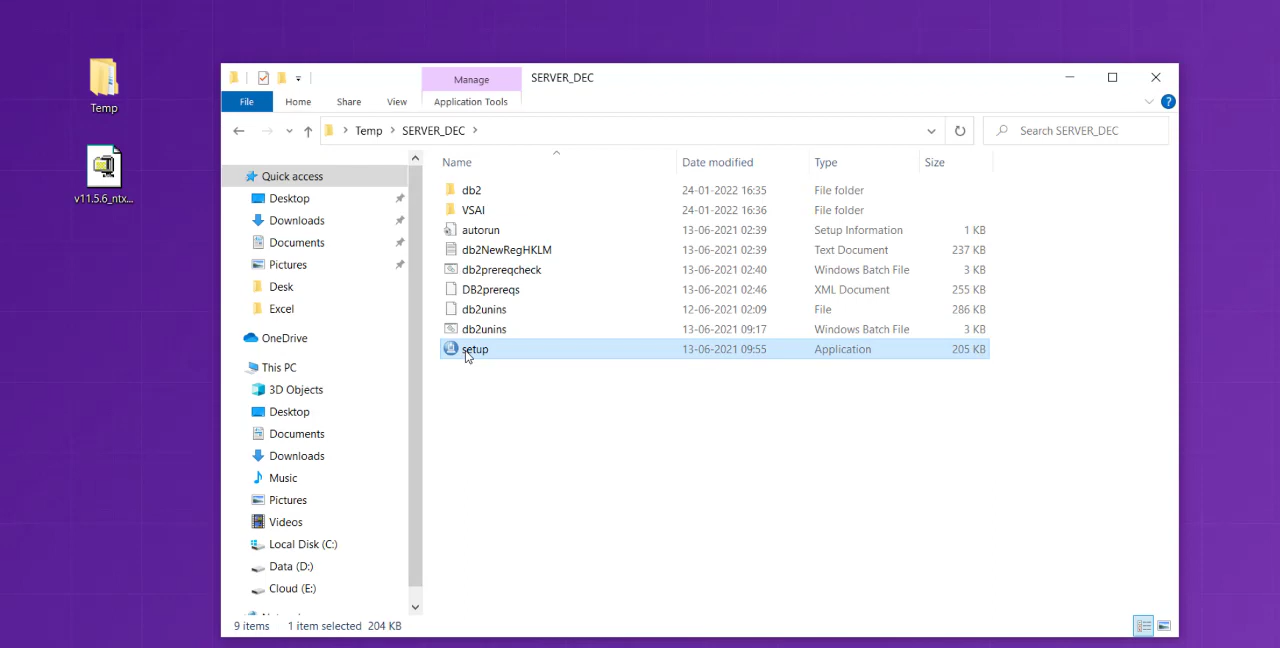 Temp
v11.5.6_ntx...
Manage
SERVER_DEC
File
Home
Share
View
Application Tools
?
Temp
SERVER_DEC
Search SERVER_DEC
Name
Date modified
Type
Size
Quick access
Desktop
Downloads
Documents
Pictures
Desk
Excel
OneDrive
This PC
3D Objects
Desktop
Documents
Downloads
Music
Pictures
Videos
Local Disk (C:)
Data (D:)
Cloud (E:)
db2 24-01-2022 16:35 File folder
VSAI 24-01-2022 16:36 File folder
autorun 13-06-2021 02:39 Setup Information 1 KB
db2NewRegHKLM 13-06-2021 02:39 Text Document 237 KB
db2prereqcheck 13-06-2021 02:40 Windows Batch File 3 KB
DB2prereqs 13-06-2021 02:46 XML Document 255 KB
db2unins 12-06-2021 02:09 File 286 KB
db2unins 13-06-2021 09:17 Windows Batch File 3 KB
setup 13-06-2021 09:55 Application 205 KB
9 items 1 item selected 204 KB